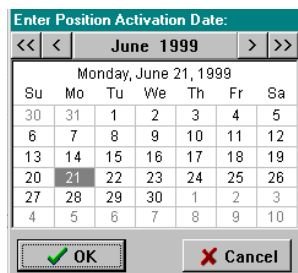 Enter Position Activation Date:
<< < June 1999 > >>
Monday, June 21, 1999
Su Mo Tu We Th Fr Sa
30 31 1 2 3 4 5
6 7 8 9 10 11 12
13 14 15 16 17 18 19
20 21 22 23 24 25 26
27 28 29 30 1 2 3
4 5 6 7 8 9 10
OK Cancel